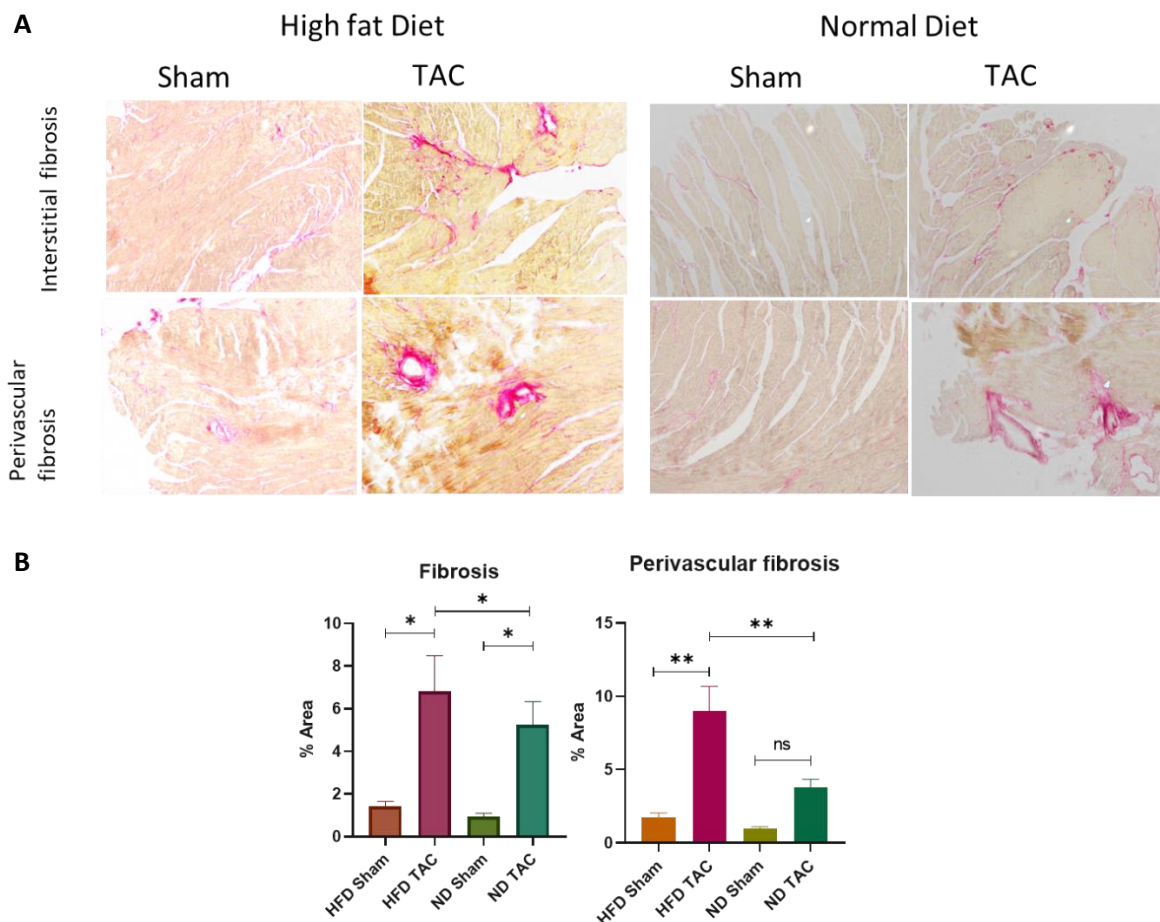 A
High fat Diet
Normal Diet
Sham
TAC
Sham
TAC
Interstitial fibrosis
Perivascular
fibrosis
B
Fibrosis
*
*
*
% Area
10
8
6
4
2
0
HFD Sham
HFD TAC
ND Sham
ND TAC
Perivascular fibrosis
**
**
ns
% Area
15
10
5
0
HFD Sham
HFD TAC
ND Sham
ND TAC